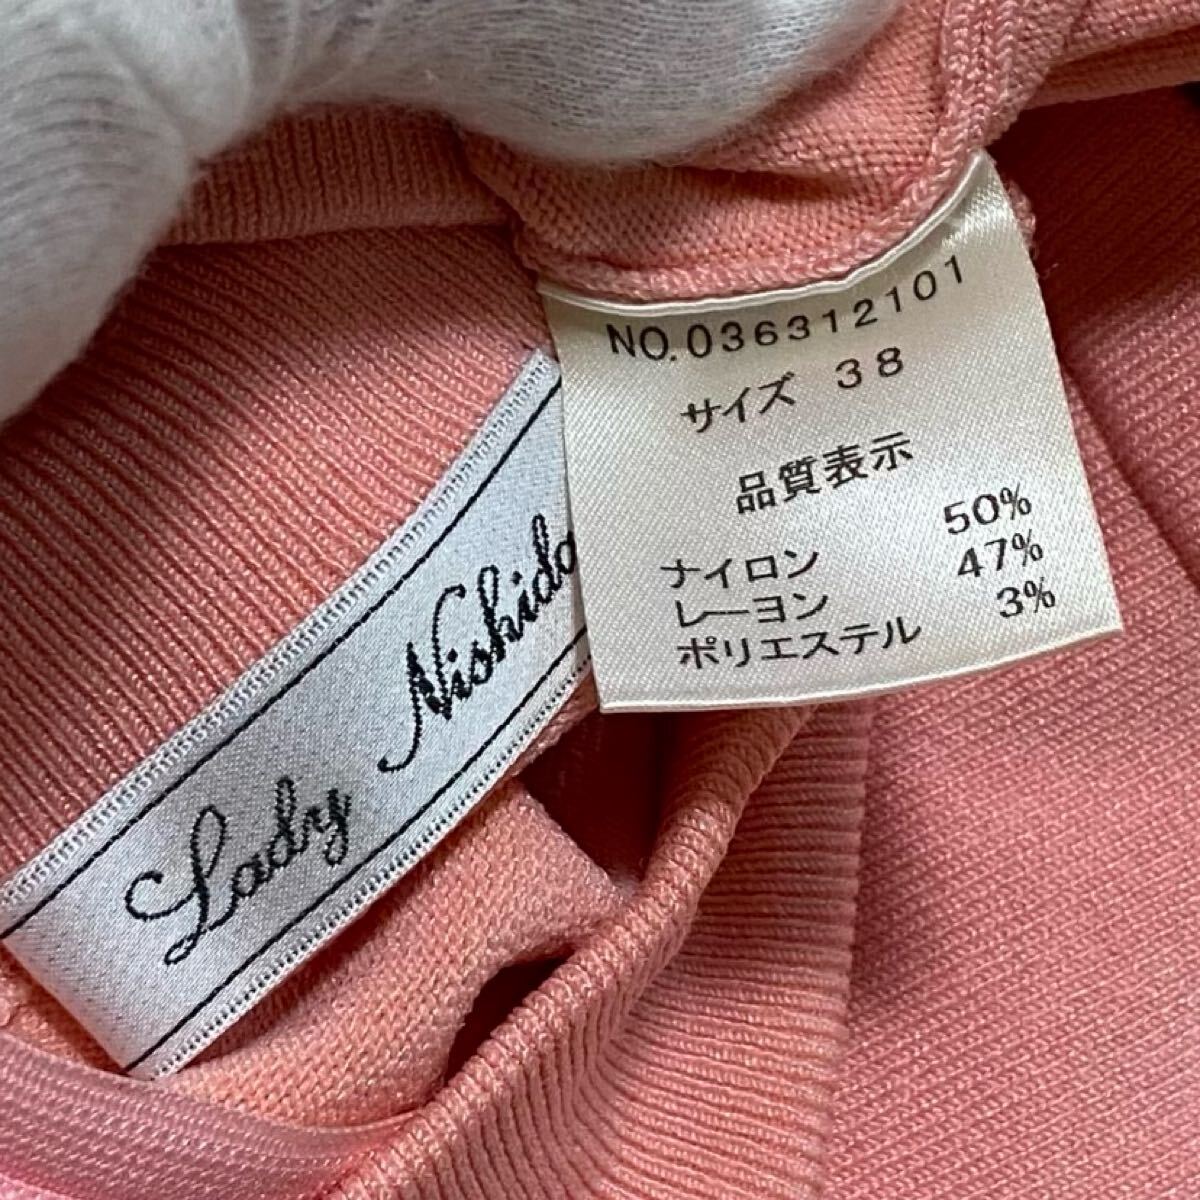 NO.036312101
サイズ 38
品質表示
ナイロン 50%
レーヨン 47%
ポリエステル 3%
Lady Nishida